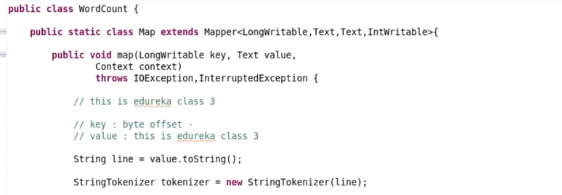 public class WordCount {
public static class Map extends Mapper<LongWritable,Text,Text,IntWritable>{
public void map(LongWritable key, Text value,
Context context)
throws IOException,InterruptedException {
// this is edureka class 3
// key : byte offset -
// value : this is edureka class 3
String line = value.toString();
StringTokenizer tokenizer = new StringTokenizer(line);